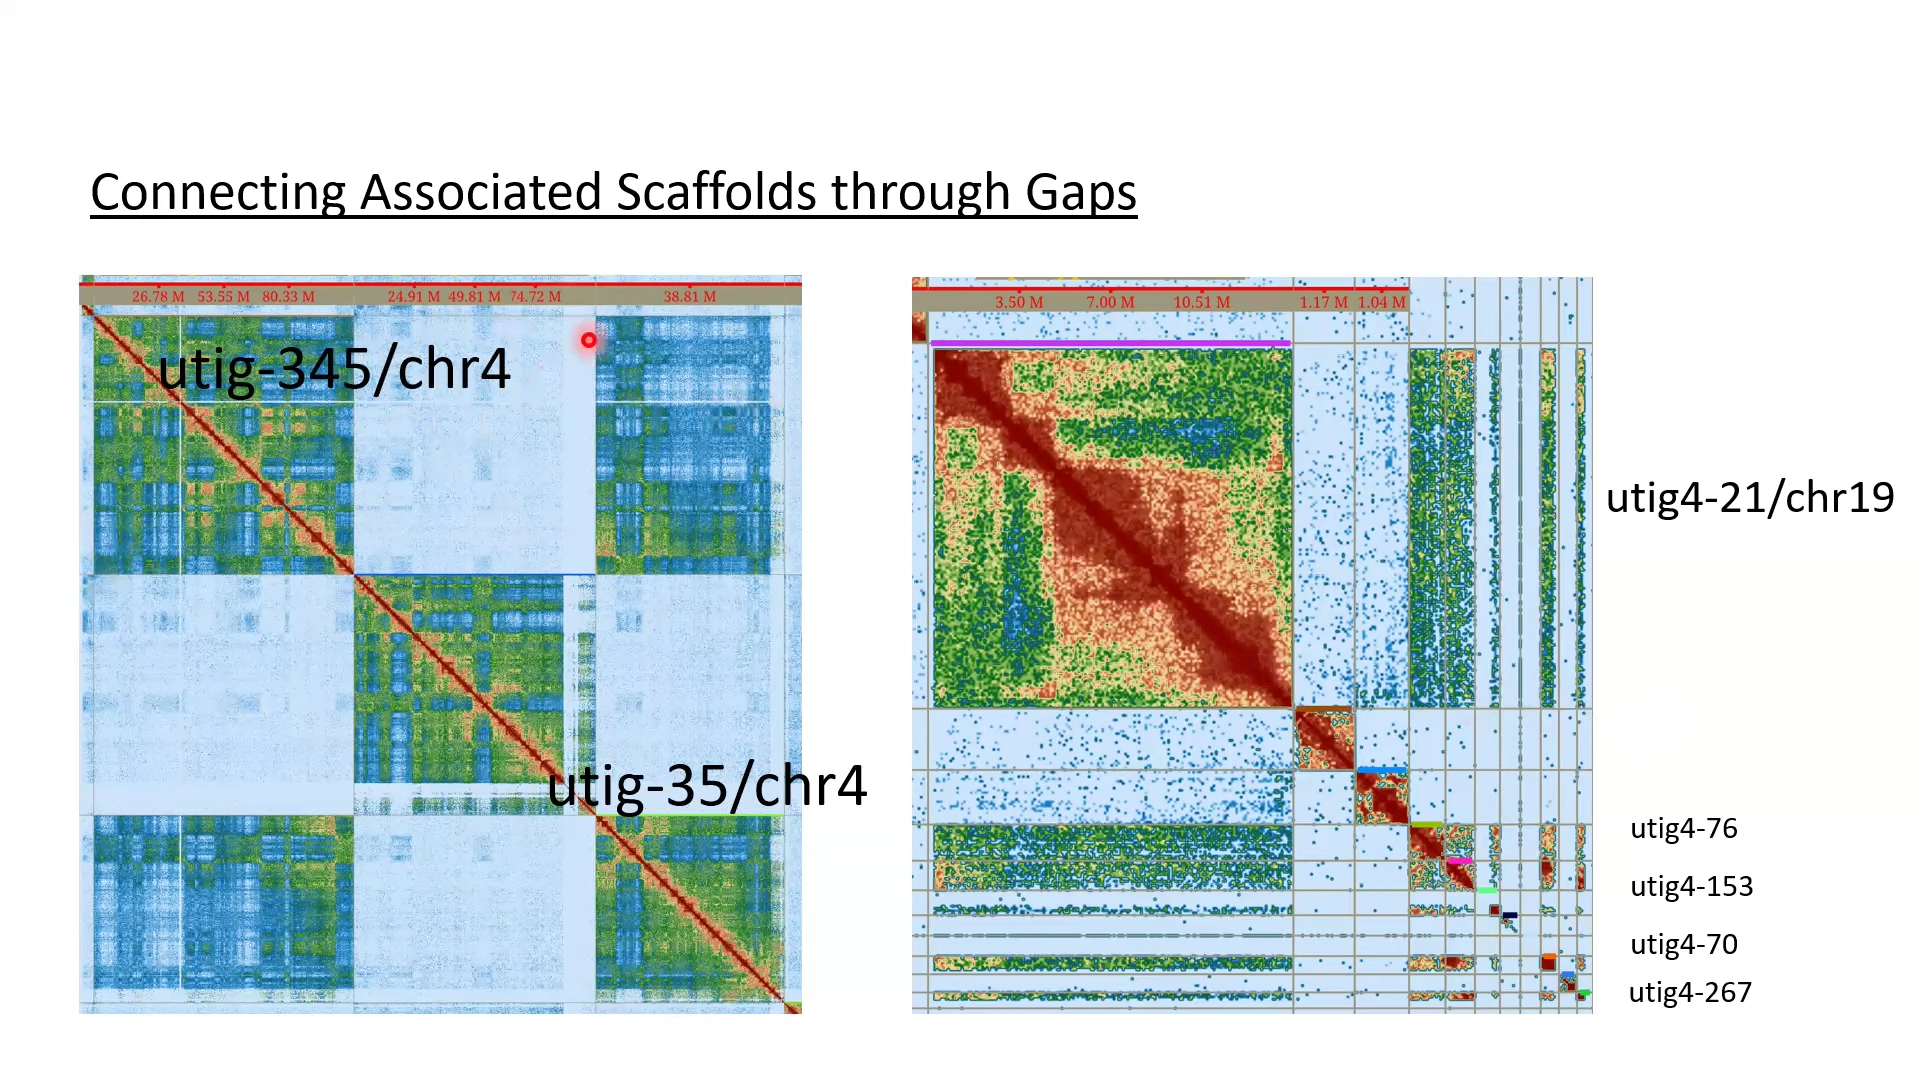 Connecting Associated Scaffolds through Gaps
26.78 M 53.55 M 80.33 M 24.91 M 49.81 M 74.72 M 38.81 M
utig-345/chr4
utig-35/chr4
3.50 M 7.00 M 10.51 M 1.17 M 1.04 M
utig4-21/chr19
utig4-76
utig4-153
utig4-70
utig4-267